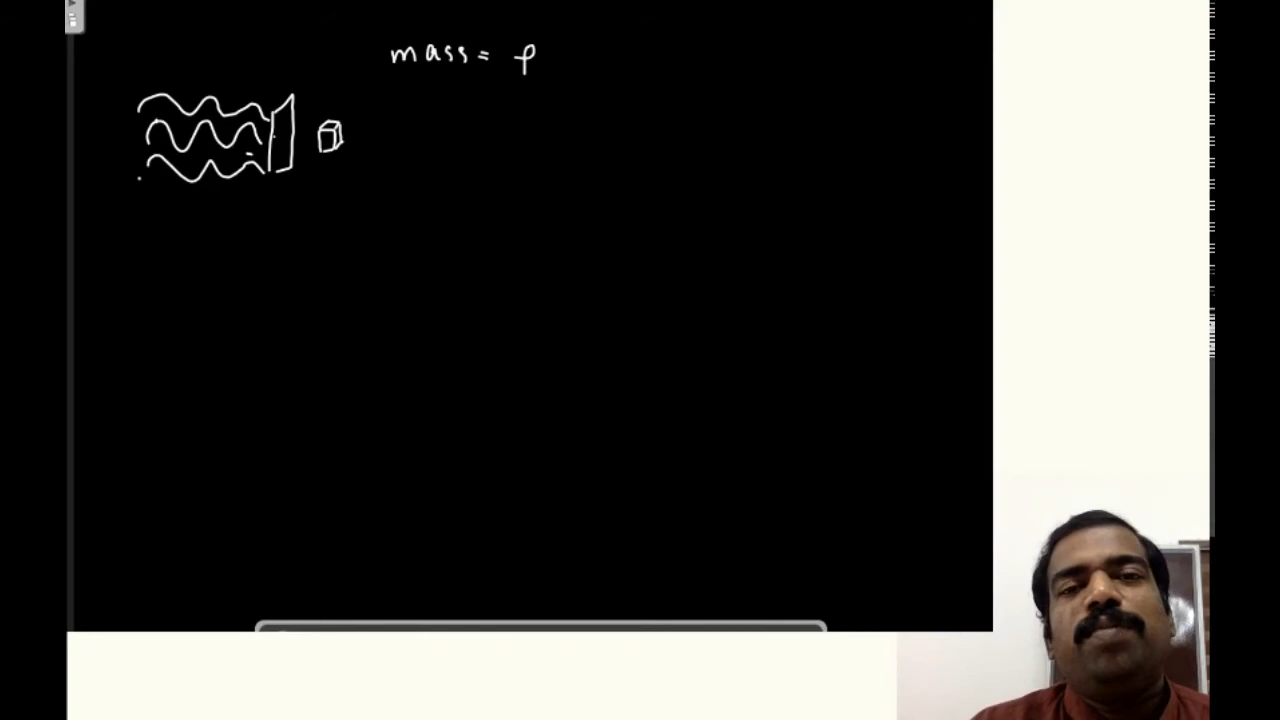 mass = ρ